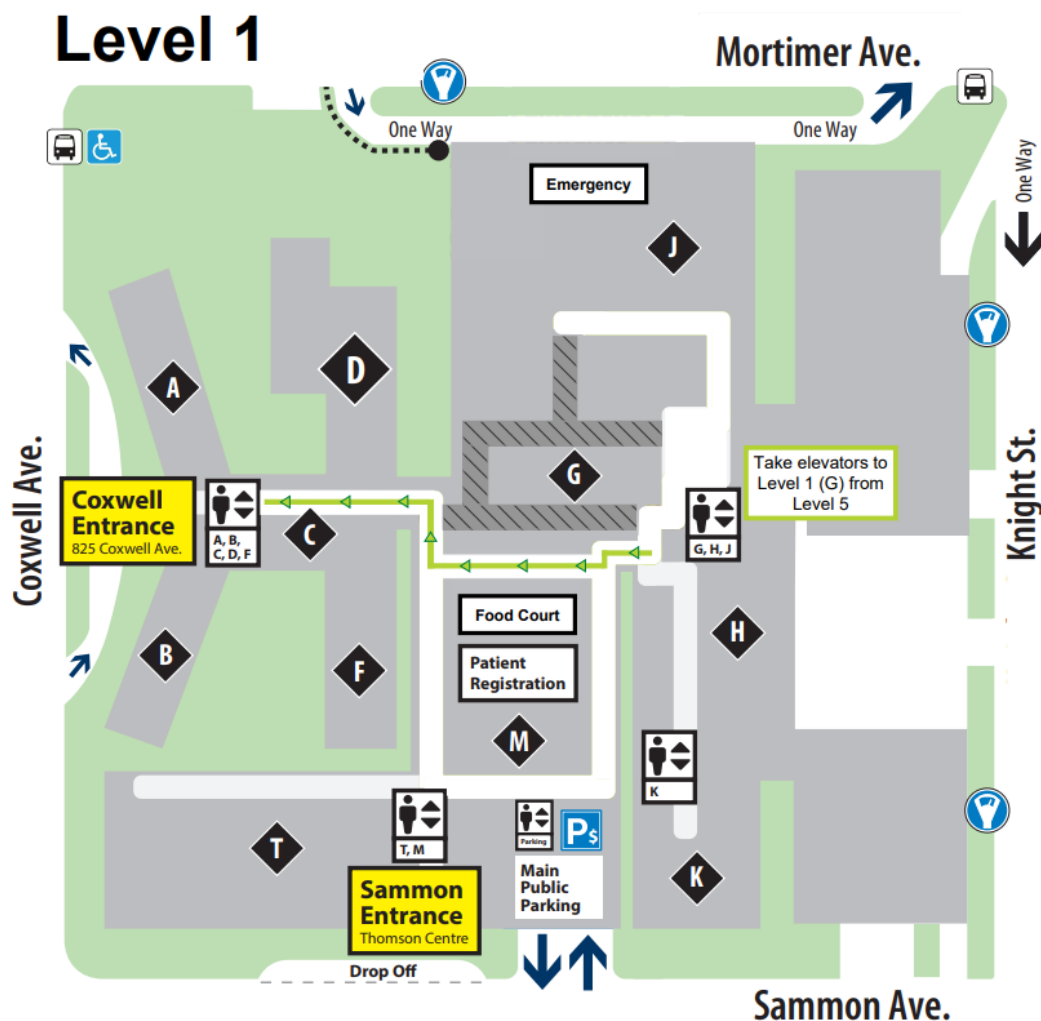 Level 1
Mortimer Ave.
One Way
One Way
One Way
Emergency
J
A
D
Take elevators to
Level 1 (G) from
Level 5
G
Coxwell
Entrance
825 Coxwell Ave.
A, B,
C, D, F
C
G, H, J
Coxwell Ave.
Knight St.
Food Court
H
B
F
Patient
Registration
M
K
T
T, M
Parking
P$
K
Main
Public
Parking
Sammon
Entrance
Thomson Centre
Drop Off
Sammon Ave.